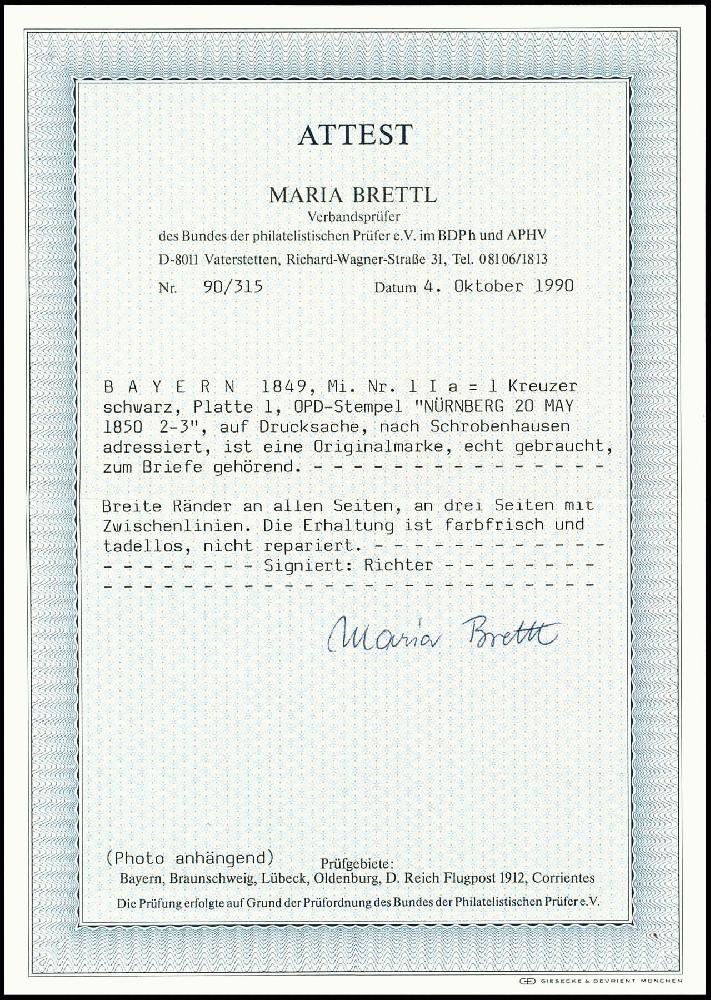 ATTEST
MARIA BRETTL
Verbandsprüfer
des Bundes der philatelistischen Prüfer e.V. im BDPh und APHV
D-8011 Vaterstetten, Richard-Wagner-Straße 31, Tel. 08106/1813
Nr. 90/315 Datum 4. Oktober 1990
B A Y E R N 1849, Mi. Nr. 1 I a = 1 Kreuzer
schwarz, Platte 1, OPD-Stempel "NÜRNBERG 20 MAY
1850 2-3", auf Drucksache, nach Schrobenhausen
adressiert, ist eine Originalmarke, echt gebraucht,
zum Briefe gehörend. - - - - - - - - - - - - - - -
Breite Ränder an allen Seiten, an drei Seiten mit
Zwischenlinien. Die Erhaltung ist farbfrisch und
tadellos, nicht repariert. - - - - - - - - - - - -
- - - - - - - - Signiert: Richter - - - - - - - -
- - - - - - - - - - - - - - - - - - - - - - - - -
Maria Brettl
(Photo anhängend) Prüfgebiete:
Bayern, Braunschweig, Lübeck, Oldenburg, D. Reich Flugpost 1912, Corrientes
Die Prüfung erfolgte auf Grund der Prüfordnung des Bundes der Philatelistischen Prüfer e.V.
GIESECKE & DEVRIENT MÜNCHEN